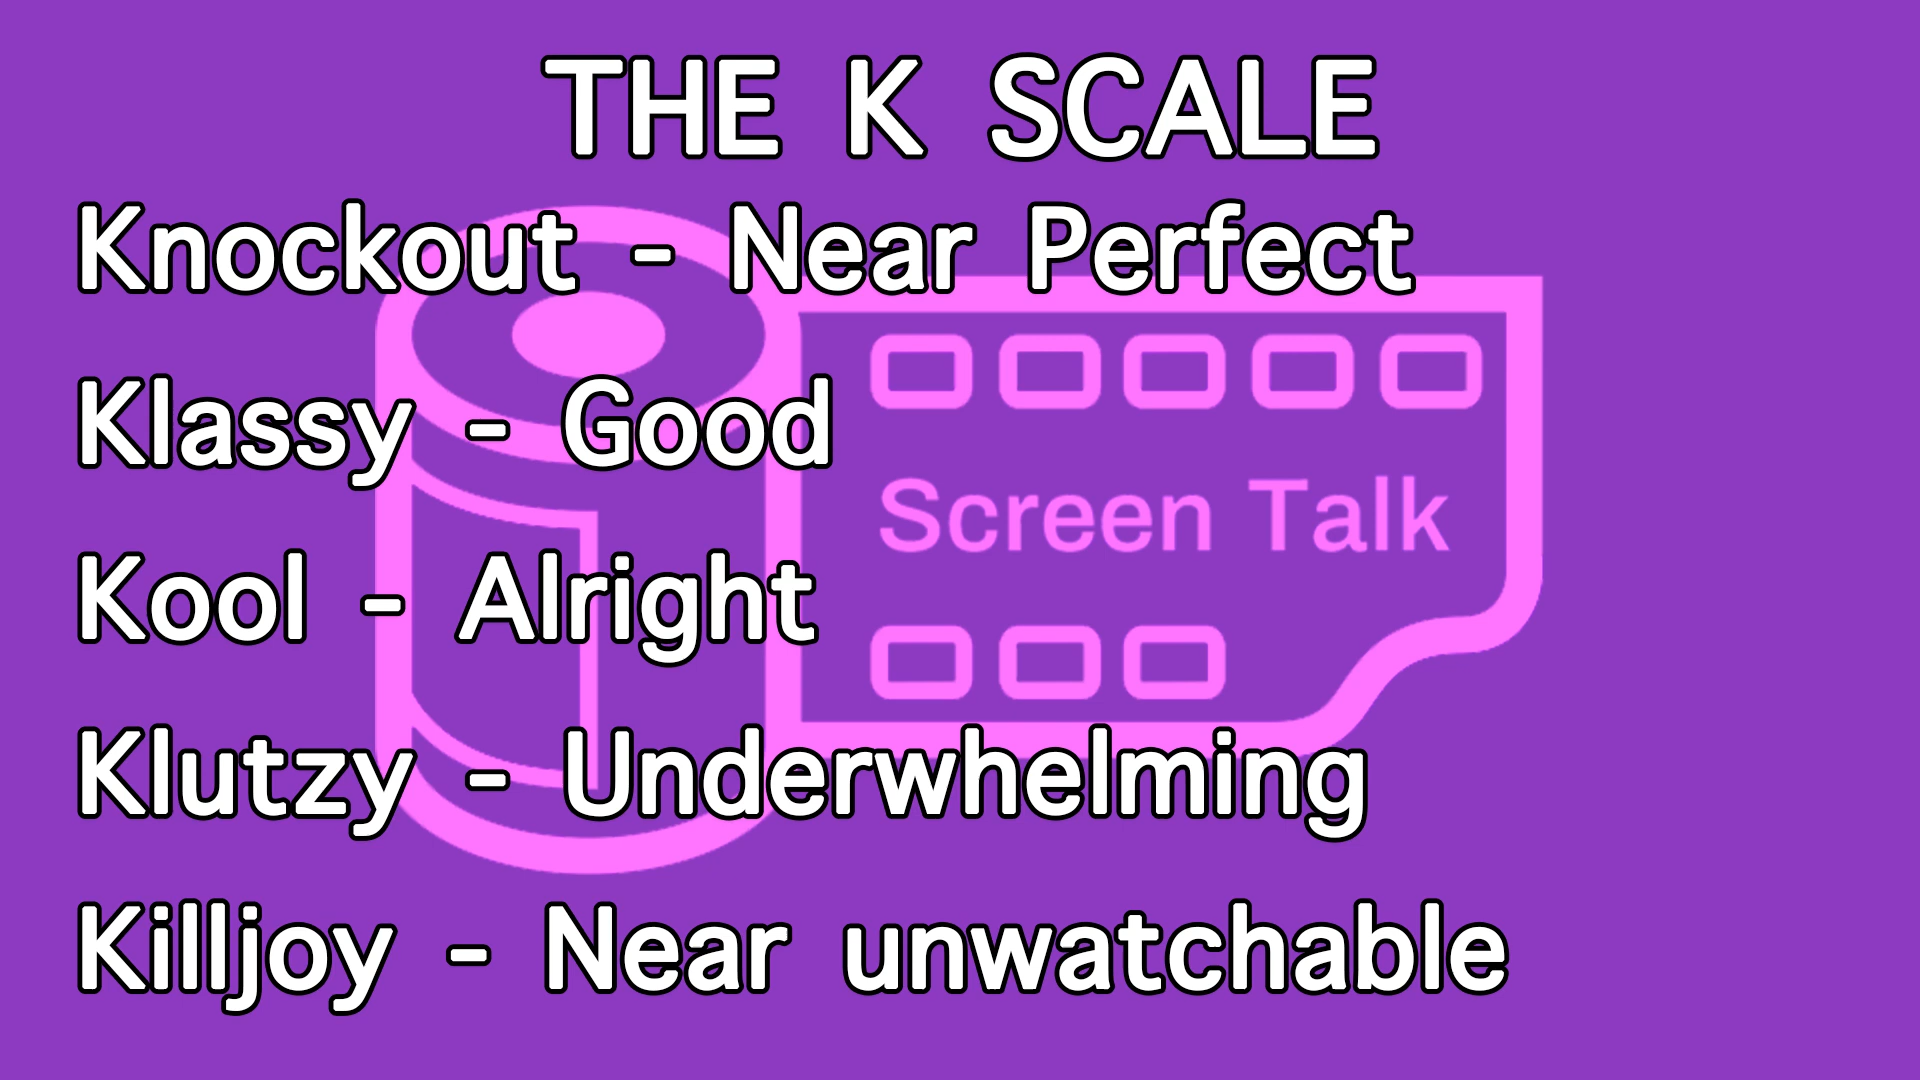 THE K SCALE
Knockout - Near Perfect
Klassy - Good
Screen Talk
Kool - Alright
Klutzy - Underwhelming
Killjoy - Near unwatchable